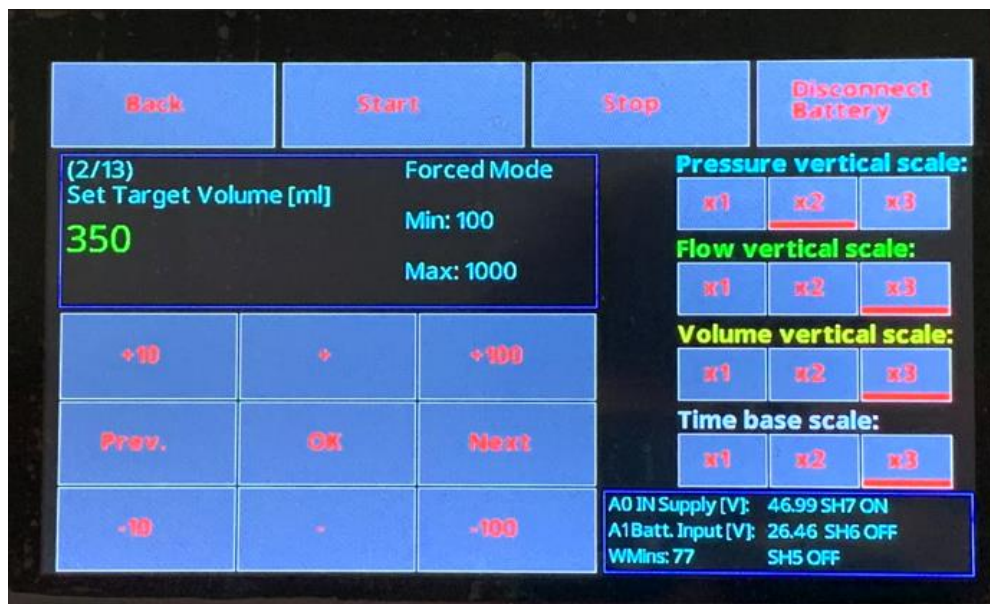 Back Start Stop Disconnect
Battery
(2/13) Forced Mode
Set Target Volume [ml]
350
Min: 100
Max: 1000
Pressure vertical scale:
x1 x2 x3
Flow vertical scale:
x1 x2 x3
Volume vertical scale:
x1 x2 x3
Time base scale:
x1 x2 x3
+10 + +100
Prev. OK Next
-10 - -100
A0 IN Supply [V]: 46.99 SH7 ON
A1 Batt. Input [V]: 26.46 SH6 OFF
WMins: 77 SH5 OFF